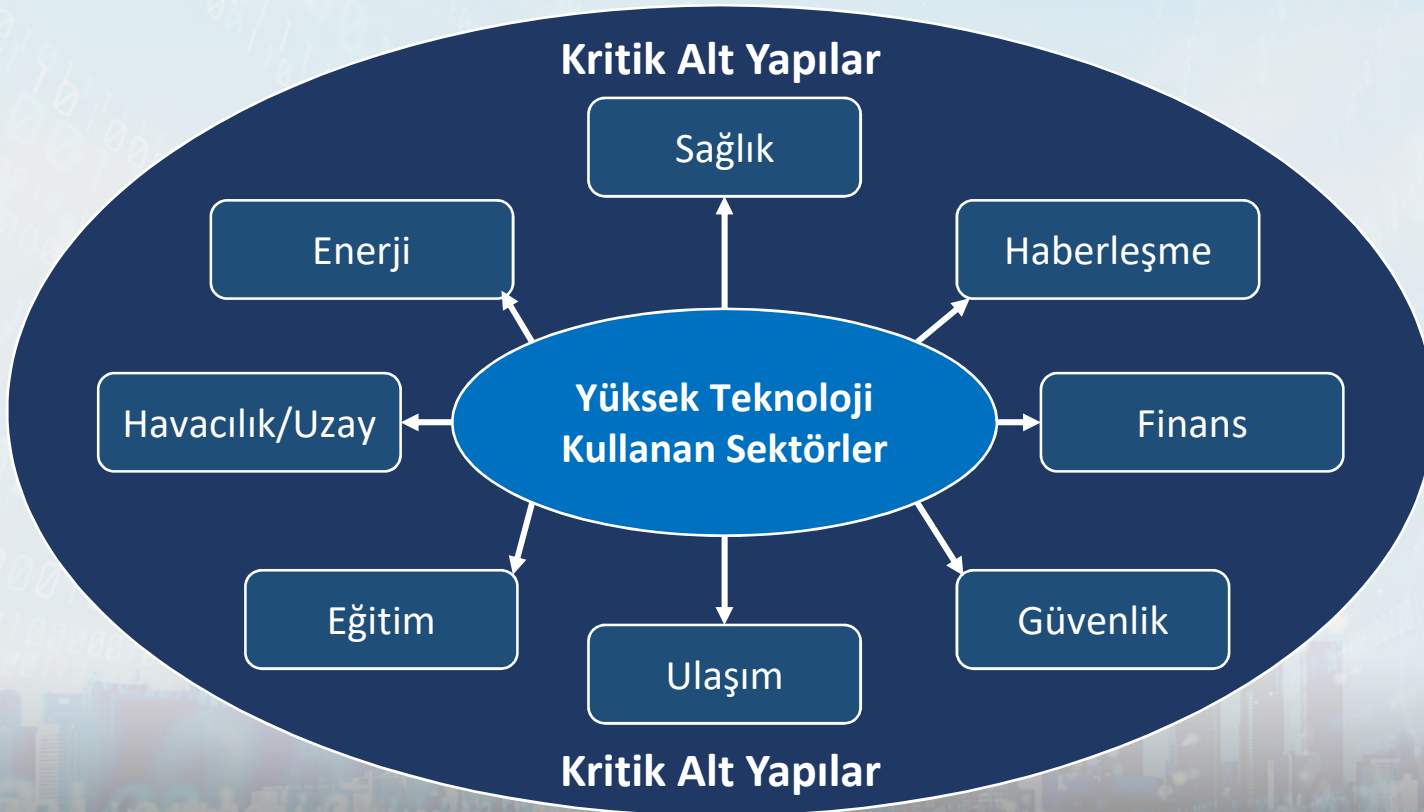 Kritik Alt Yapılar
Sağlık
Enerji
Haberleşme
Havacılık/Uzay
Yüksek Teknoloji
Kullanan Sektörler
Finans
Eğitim
Güvenlik
Ulaşım
Kritik Alt Yapılar